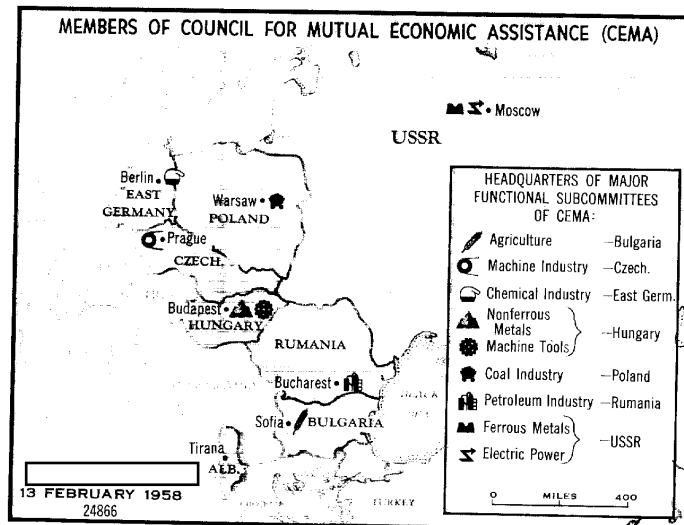 MEMBERS OF COUNCIL FOR MUTUAL ECONOMIC ASSISTANCE (CEMA)
Moscow
USSR
Berlin
EAST
GERMANY
Warsaw
POLAND
Prague
CZECH.
Budapest
HUNGARY
RUMANIA
Bucharest
BLACK
SEA
Sofia
BULGARIA
Tirana
ALB.
TURKEY
HEADQUARTERS OF MAJOR
FUNCTIONAL SUBCOMMITTEES
OF CEMA:
Agriculture —Bulgaria
Machine Industry —Czech.
Chemical Industry —East Germ.
Nonferrous
Metals
Machine Tools
—Hungary
Coal Industry —Poland
Petroleum Industry —Rumania
Ferrous Metals
Electric Power
—USSR
0 MILES 400
13 FEBRUARY 1958
24866